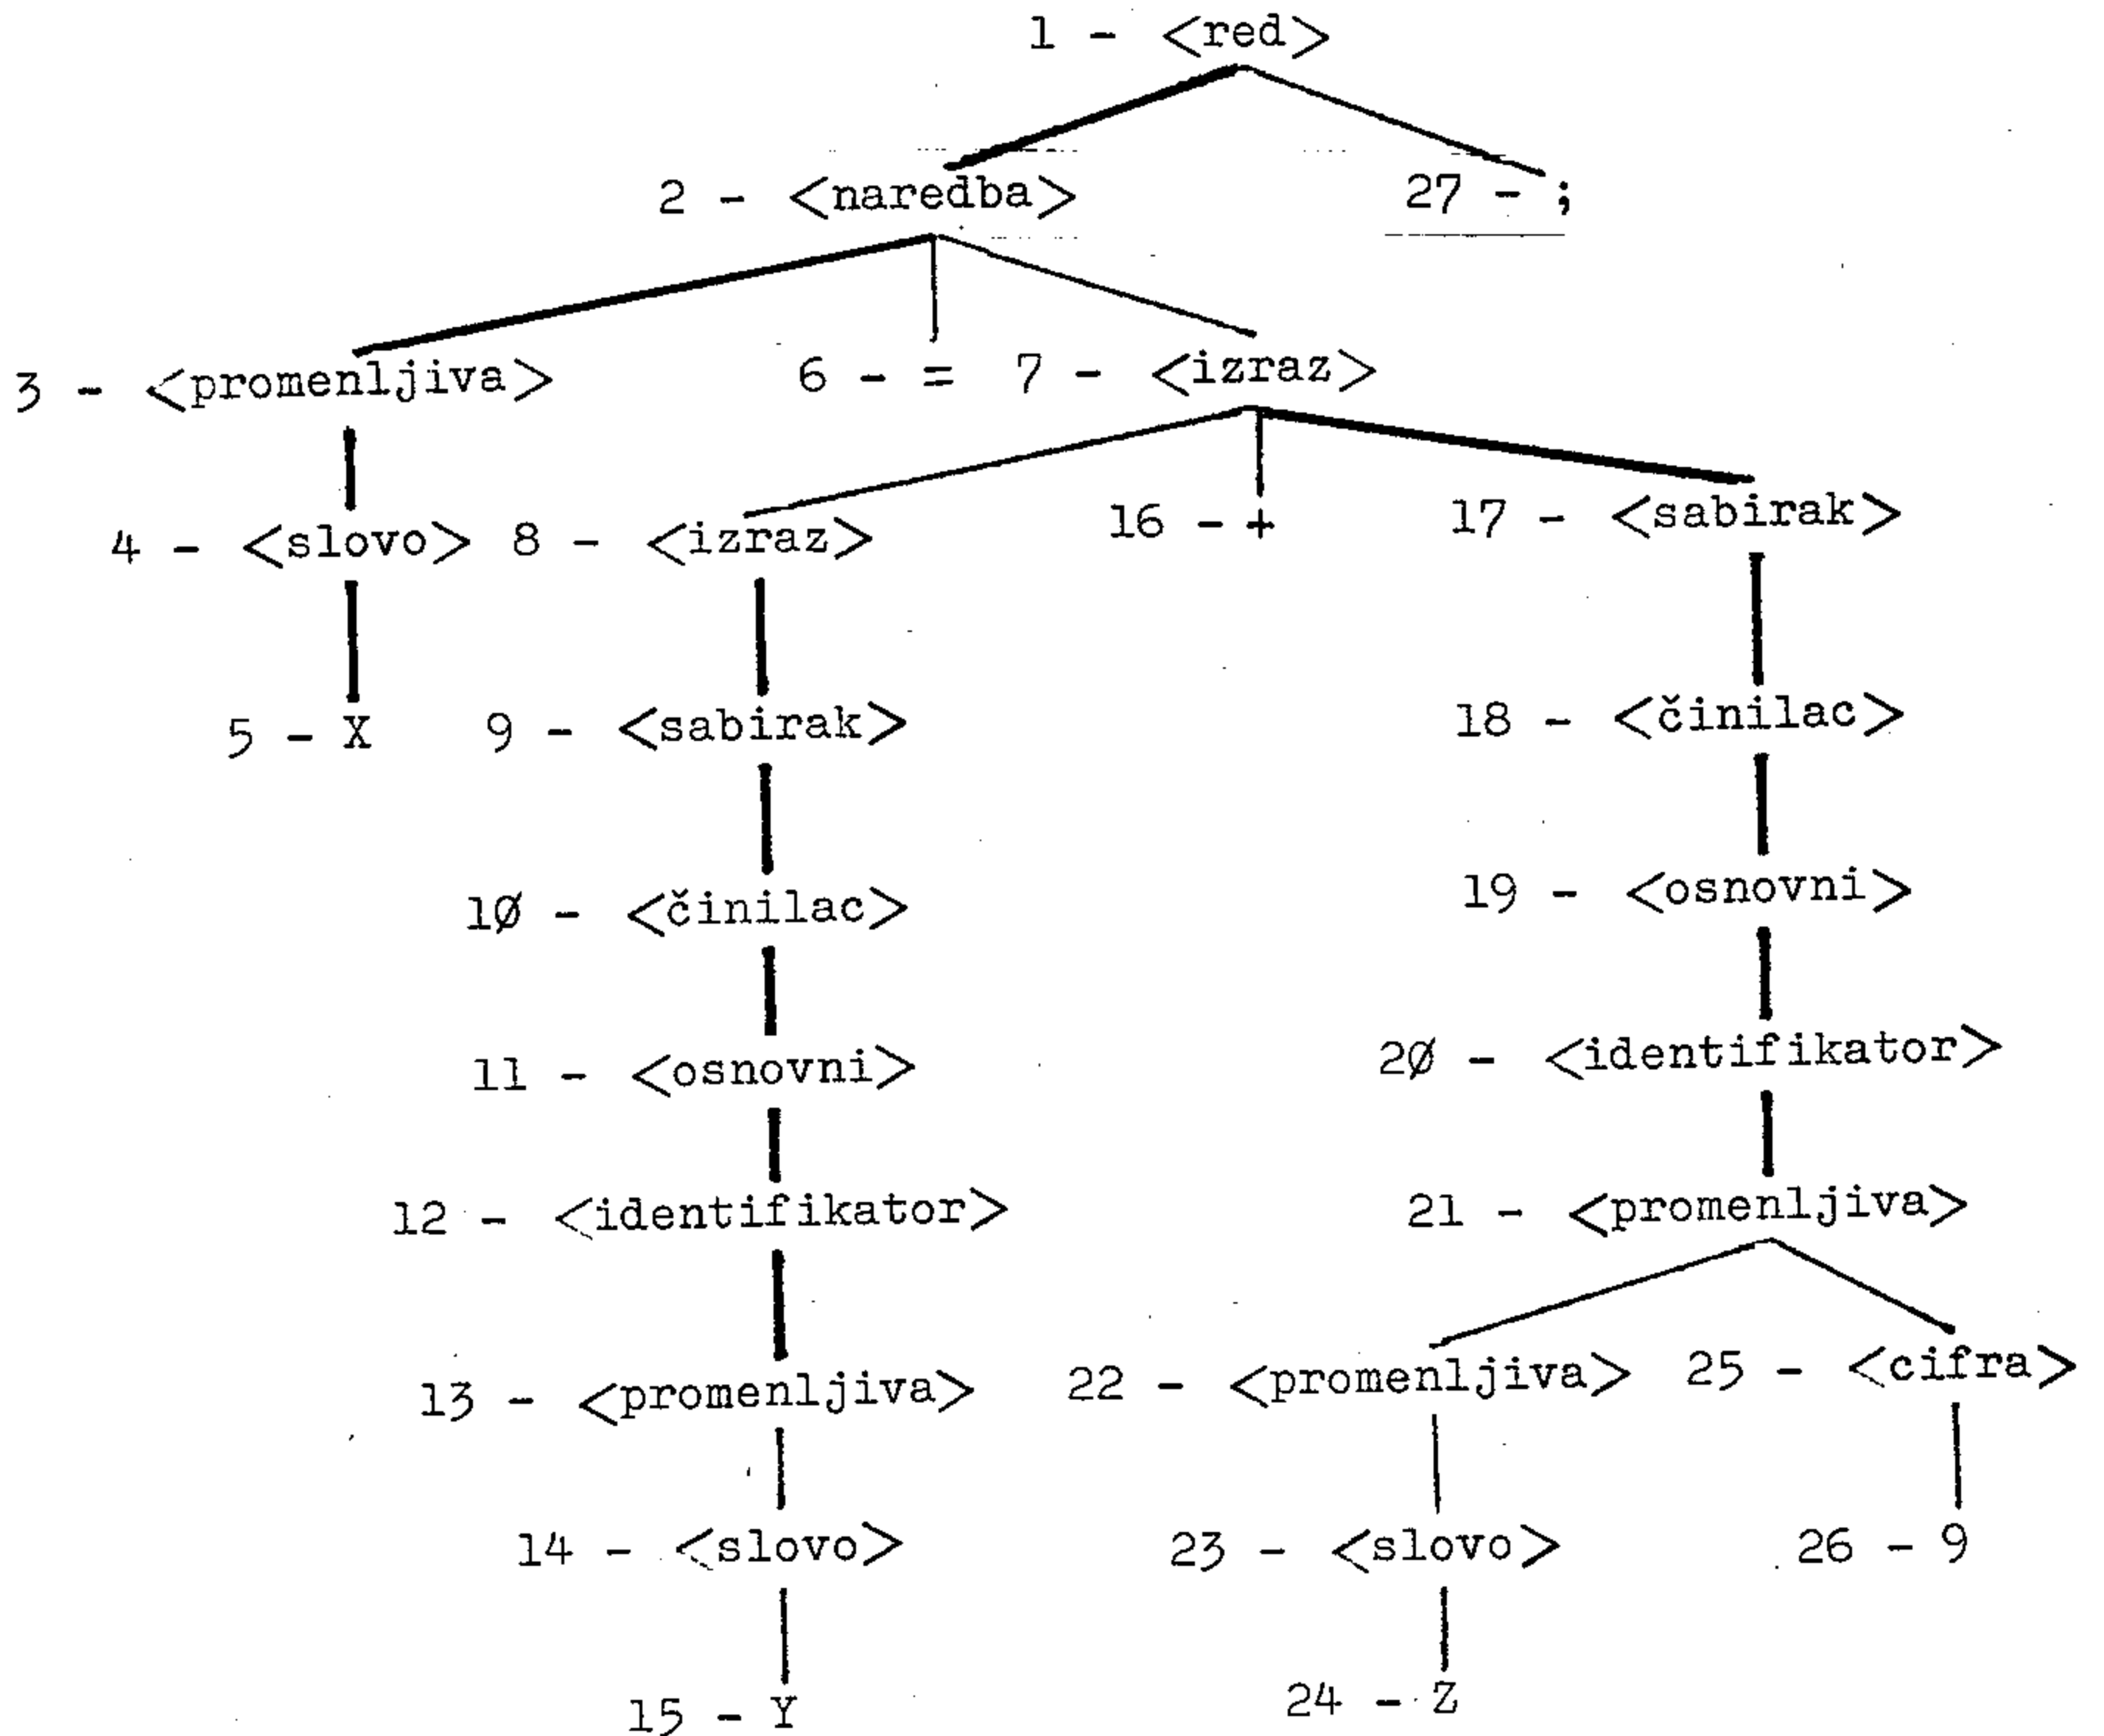 1 - <red>
2 - <naredba> 27 - ;
3 - <promenljiva> 6 - = 7 - <izraz>
4 - <slovo> 8 - <izraz> 16 - + 17 - <sabirak>
5 - X 9 - <sabirak> 18 - <činilac>
1Ø - <činilac> 19 - <osnovni>
11 - <osnovni> 2Ø - <identifikator>
12 - <identifikator> 21 - <promenljiva>
13 - <promenljiva> 22 - <promenljiva> 25 - <cifra>
14 - <slovo> 23 - <slovo> 26 - 9
15 - Y 24 - Z